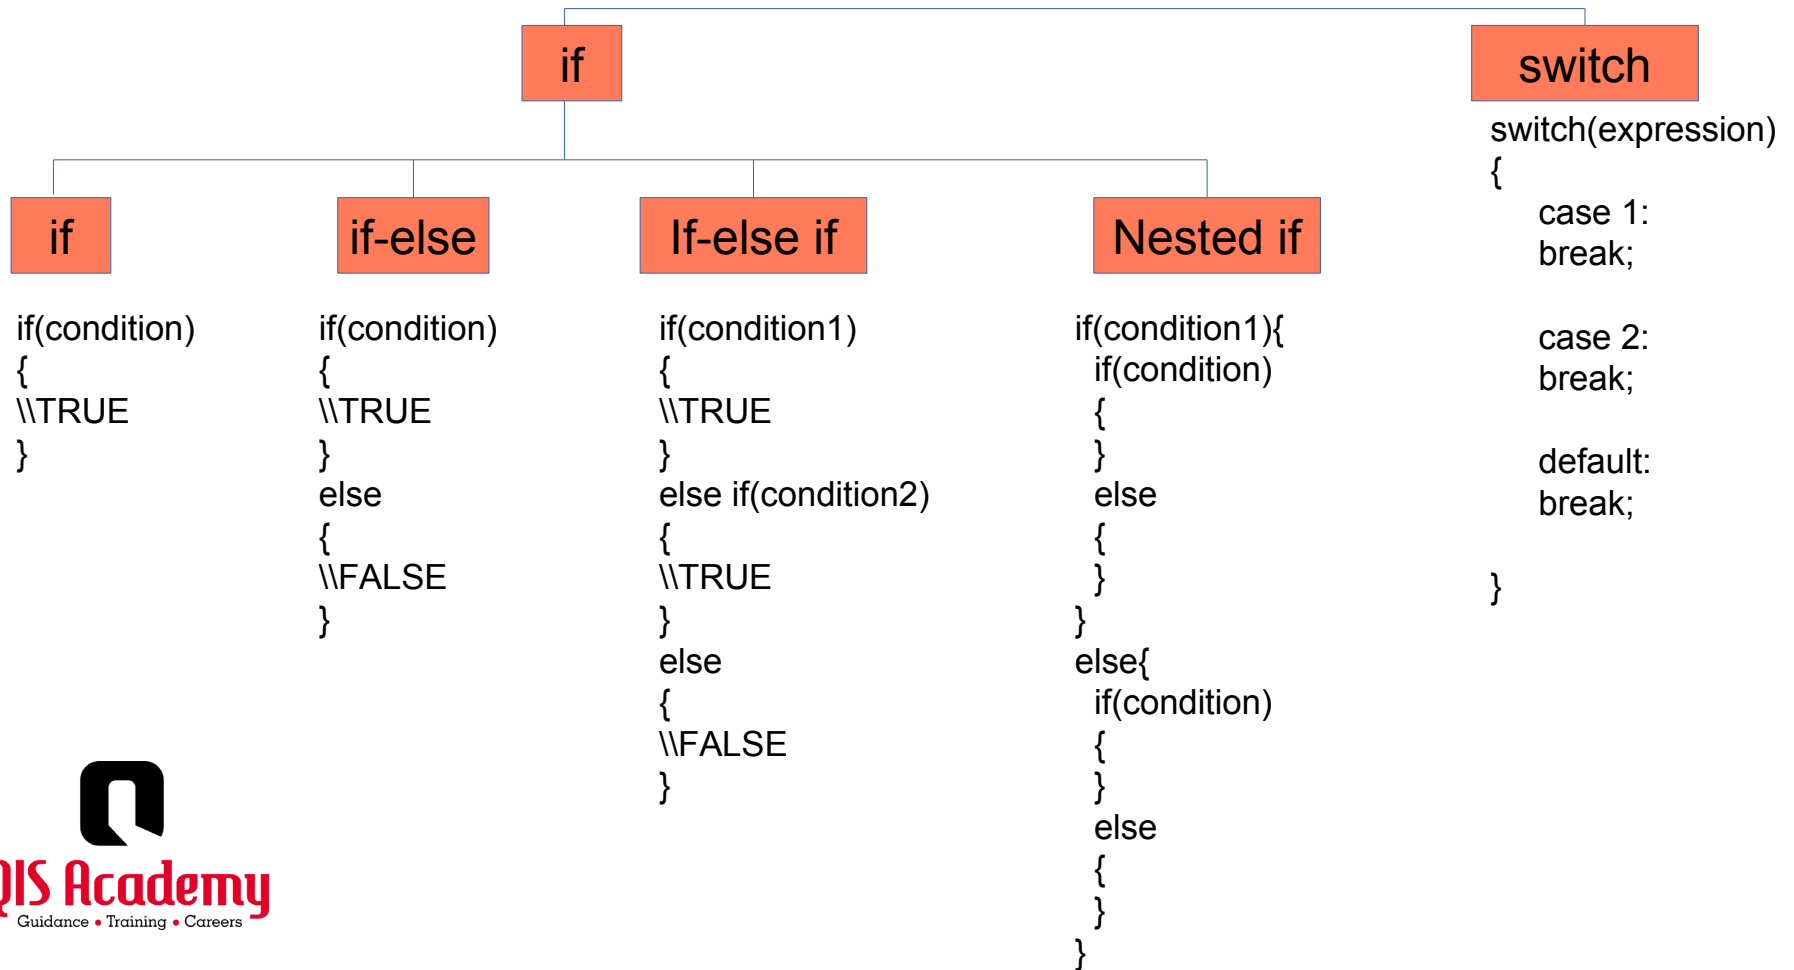 if
switch
if
if-else
If-else if
Nested if
if(condition)
{
\\TRUE
}
if(condition)
{
\\TRUE
}
else
{
\\FALSE
}
if(condition1)
{
\\TRUE
}
else if(condition2)
{
\\TRUE
}
else
{
\\FALSE
}
if(condition1){
if(condition)
{
}
else
{
}
}
else{
if(condition)
{
}
else
{
}
}
switch(expression)
{
case 1:
break;
case 2:
break;
default:
break;
}
QIS Academy
Guidance • Training • Careers